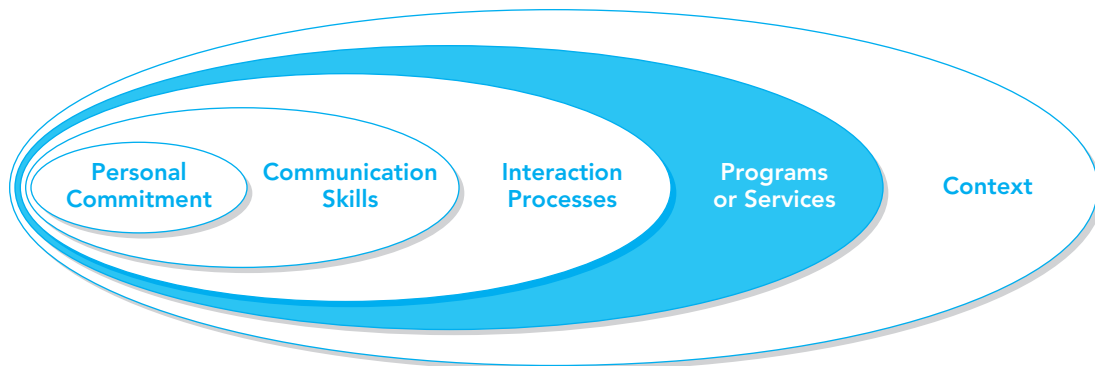 Personal
Commitment
Communication
Skills
Interaction
Processes
Programs
or Services
Context